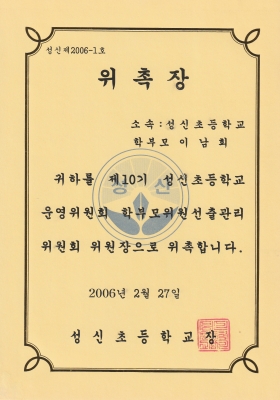 성신제2006-1호
위촉장
소속:성신초등학교
학부모 이남희
귀하를 제10기 성신초등학교
운영위원회 학부모위원선출관리
위원회 위원장으로 위촉합니다.
2006년 2월 27일
성신초등학교장
성신